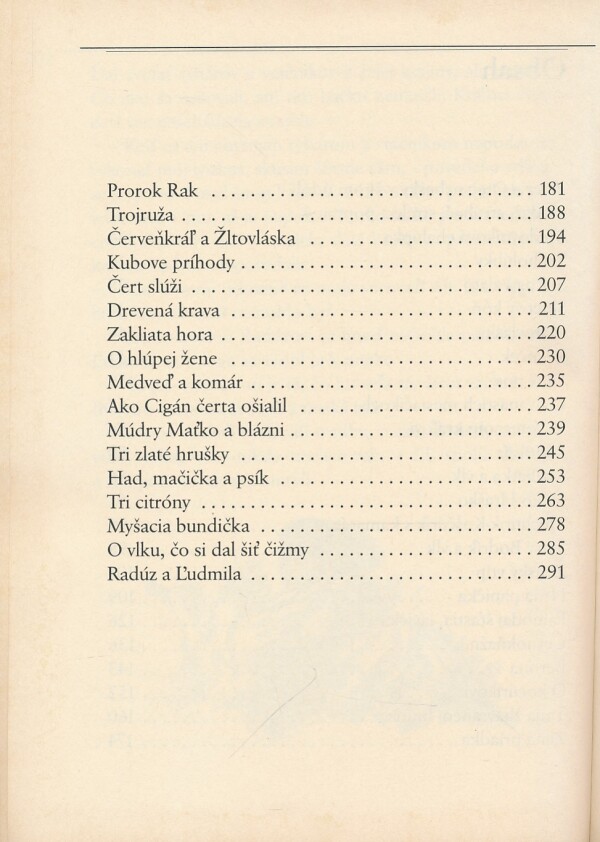 Prorok Rak . . . . . . . . . . . . . . . . . . . . . . . . . . . . . . . . . 181
Trojruža . . . . . . . . . . . . . . . . . . . . . . . . . . . . . . . . . . . . 188
Červeňkráľ a Žltovláska . . . . . . . . . . . . . . . . . . . . . . . 194
Kubove príhody . . . . . . . . . . . . . . . . . . . . . . . . . . . . . . 202
Čert slúži . . . . . . . . . . . . . . . . . . . . . . . . . . . . . . . . . . . 207
Drevená krava . . . . . . . . . . . . . . . . . . . . . . . . . . . . . . . 211
Zakliata hora . . . . . . . . . . . . . . . . . . . . . . . . . . . . . . . . 220
O hlúpej žene . . . . . . . . . . . . . . . . . . . . . . . . . . . . . . . 230
Medveď a komár . . . . . . . . . . . . . . . . . . . . . . . . . . . . . 235
Ako Cigán čerta ošialil . . . . . . . . . . . . . . . . . . . . . . . . 237
Múdry Maťko a blázni . . . . . . . . . . . . . . . . . . . . . . . . . 239
Tri zlaté hrušky . . . . . . . . . . . . . . . . . . . . . . . . . . . . . . 245
Had, mačička a psík . . . . . . . . . . . . . . . . . . . . . . . . . . 253
Tri citróny . . . . . . . . . . . . . . . . . . . . . . . . . . . . . . . . . . 263
Myšacia bundička . . . . . . . . . . . . . . . . . . . . . . . . . . . . 278
O vlku, čo si dal šiť čižmy . . . . . . . . . . . . . . . . . . . . . . 285
Radúz a Ľudmila . . . . . . . . . . . . . . . . . . . . . . . . . . . . . 291